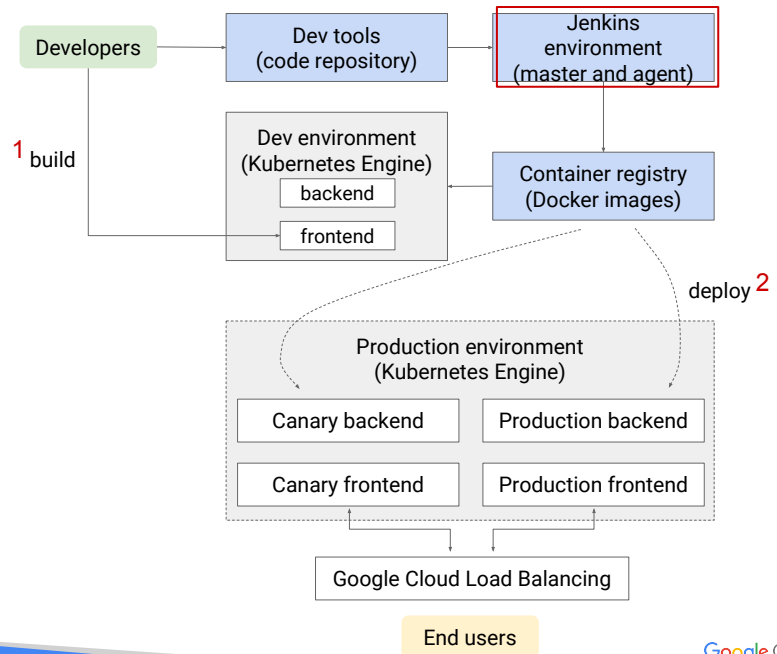 Developers
Dev tools
(code repository)
Jenkins
environment
(master and agent)
1 build
Dev environment
(Kubernetes Engine)
backend
frontend
Container registry
(Docker images)
deploy 2
Production environment
(Kubernetes Engine)
Canary backend
Production backend
Canary frontend
Production frontend
Google Cloud Load Balancing
End users
Google